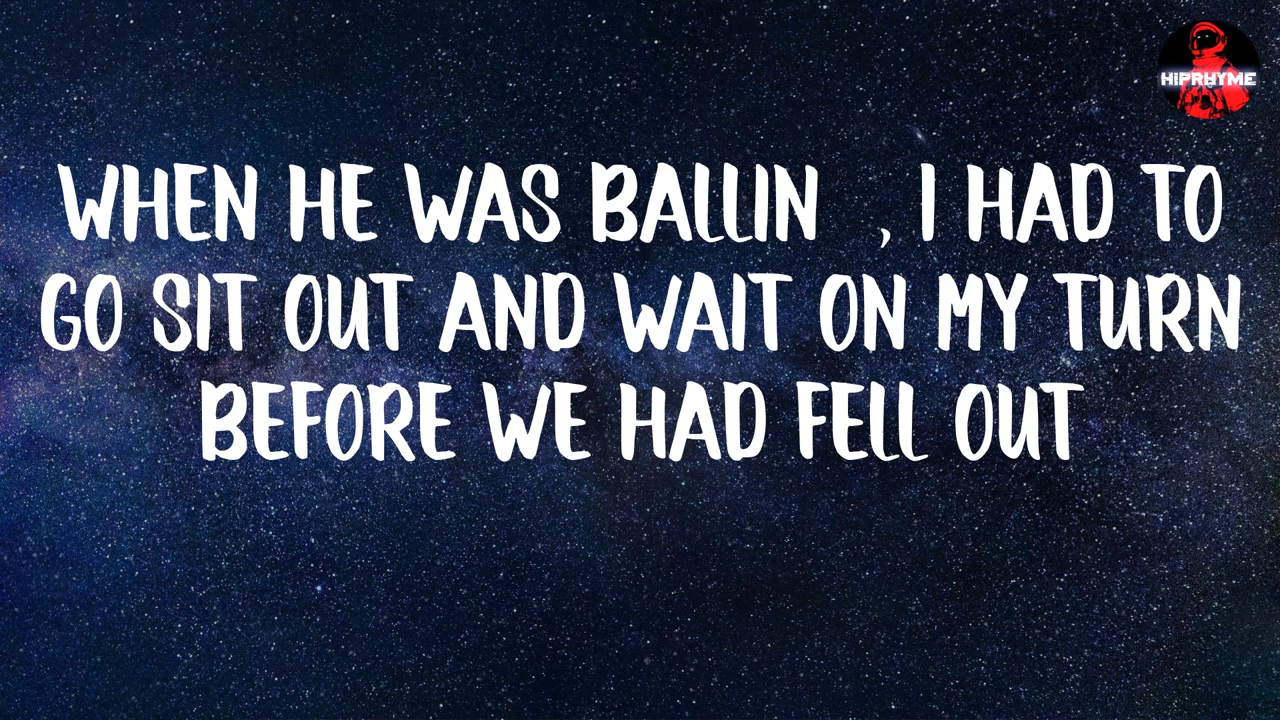 HIPRHYME
WHEN HE WAS BALLIN , I HAD TO
GO SIT OUT AND WAIT ON MY TURN
BEFORE WE HAD FELL OUT